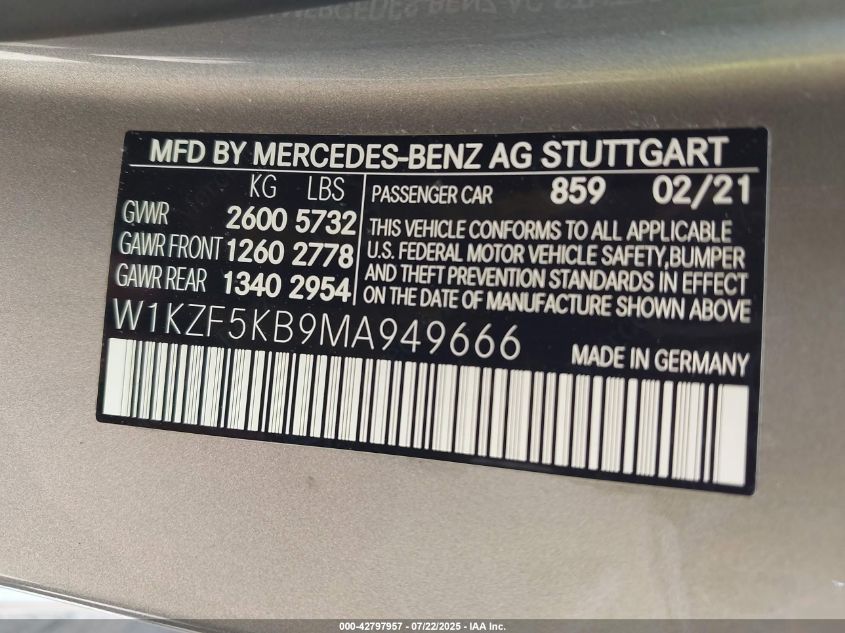 MFD BY MERCEDES-BENZ AG STUTTGART
KG LBS
GVWR 2600 5732
GAWR FRONT 1260 2778
GAWR REAR 1340 2954
PASSENGER CAR 859 02/21
THIS VEHICLE CONFORMS TO ALL APPLICABLE
U.S. FEDERAL MOTOR VEHICLE SAFETY,BUMPER
AND THEFT PREVENTION STANDARDS IN EFFECT
ON THE DATE OF MANUFACTURE SHOWN ABOVE
W1KZF5KB9MA949666
MADE IN GERMANY
000-42797957 - 07/22/2025 - IAA Inc.